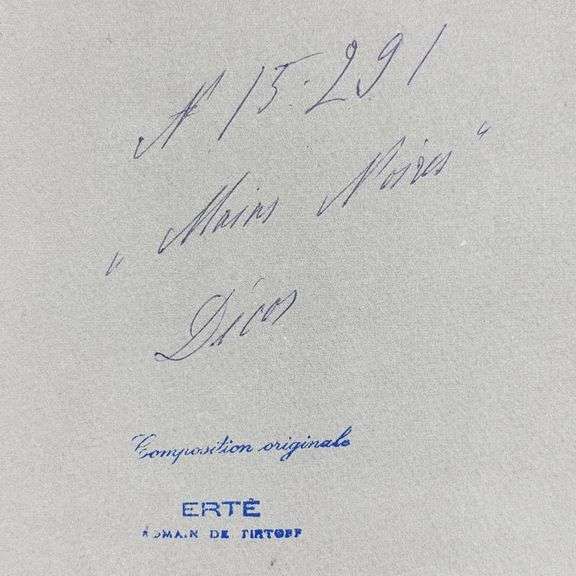 N 15.291
„Mains Noires“
Décor
Composition originale
ERTÉ
ROMAIN DE TIRTOFF